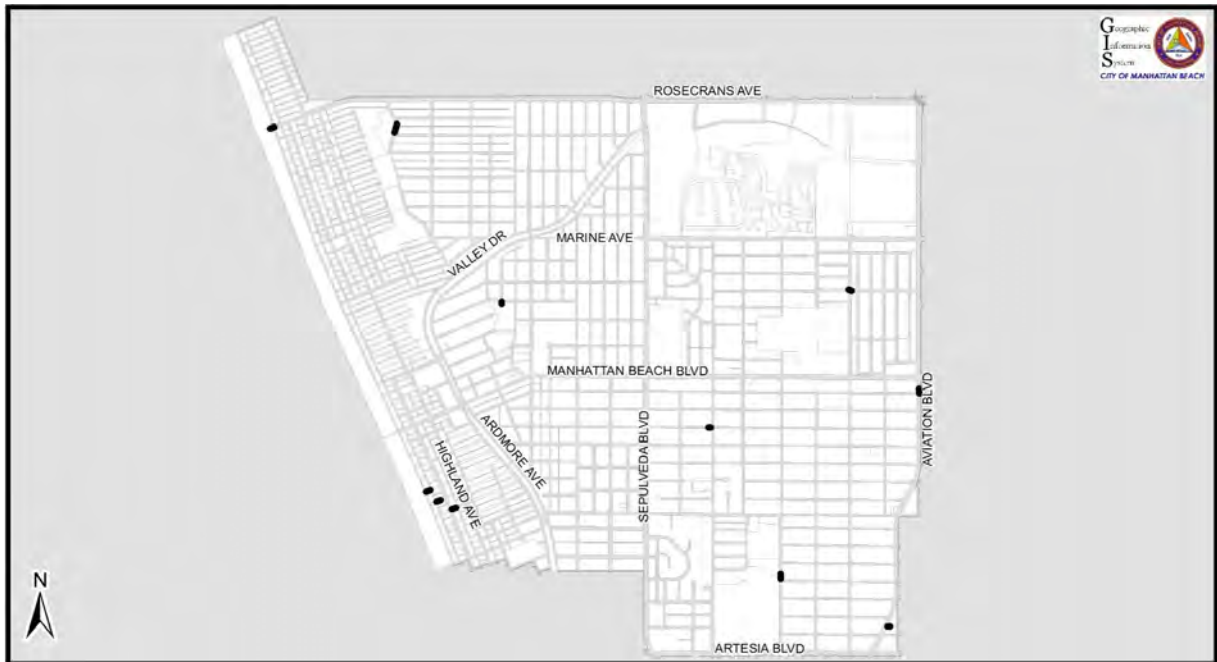 Geographic
Information
System
CITY OF MANHATTAN BEACH
ROSECRANS AVE
MARINE AVE
VALLEY DR
MANHATTAN BEACH BLVD
ARDMORE AVE
HIGHLAND AVE
SEPULVEDA BLVD
AVIATION BLVD
N
ARTESIA BLVD